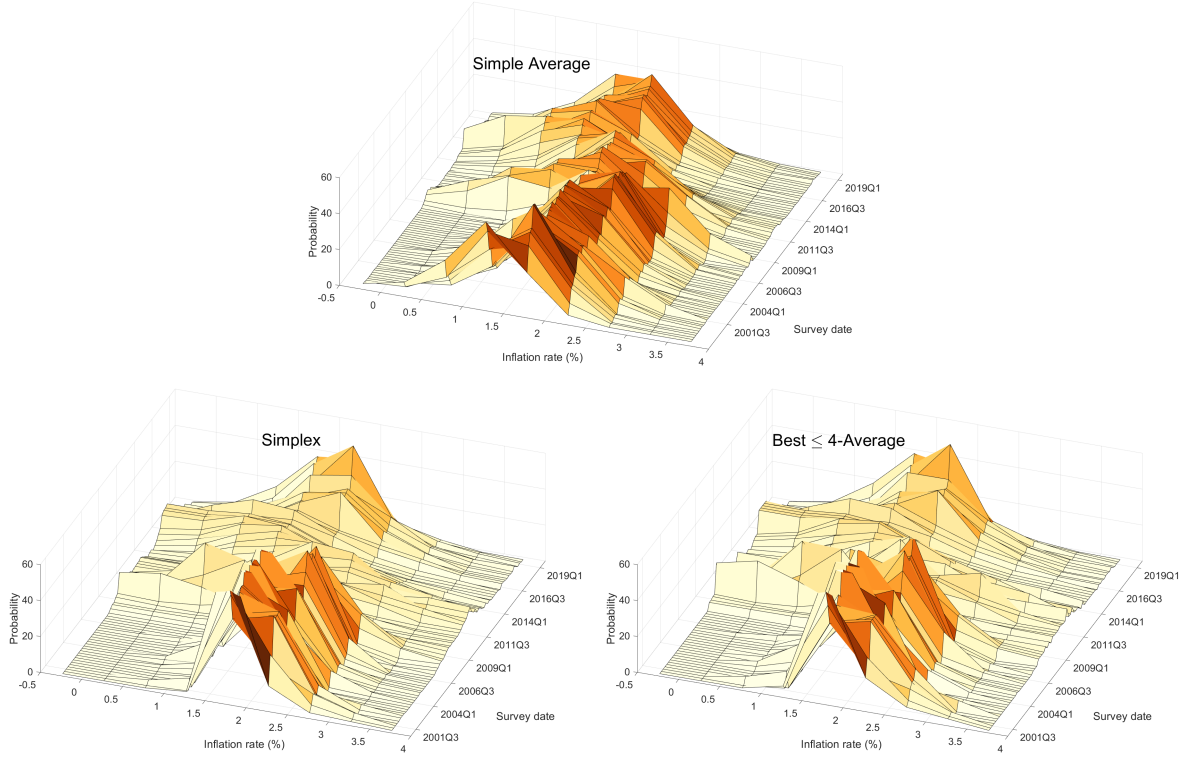 Simple Average
Probability
60
40
20
0
-0.5
0
0.5
1
1.5
2
2.5
3
3.5
4
Inflation rate (%)
2019Q1
2016Q3
2014Q1
2011Q3
2009Q1
2006Q3
2004Q1
2001Q3
Survey date
Simplex
Probability
60
40
20
0
-0.5
0
0.5
1
1.5
2
2.5
3
3.5
4
Inflation rate (%)
2019Q1
2016Q3
2014Q1
2011Q3
2009Q1
2006Q3
2004Q1
2001Q3
Survey date
Best ≤ 4-Average
Probability
60
40
20
0
-0.5
0
0.5
1
1.5
2
2.5
3
3.5
4
Inflation rate (%)
2019Q1
2016Q3
2014Q1
2011Q3
2009Q1
2006Q3
2004Q1
2001Q3
Survey date